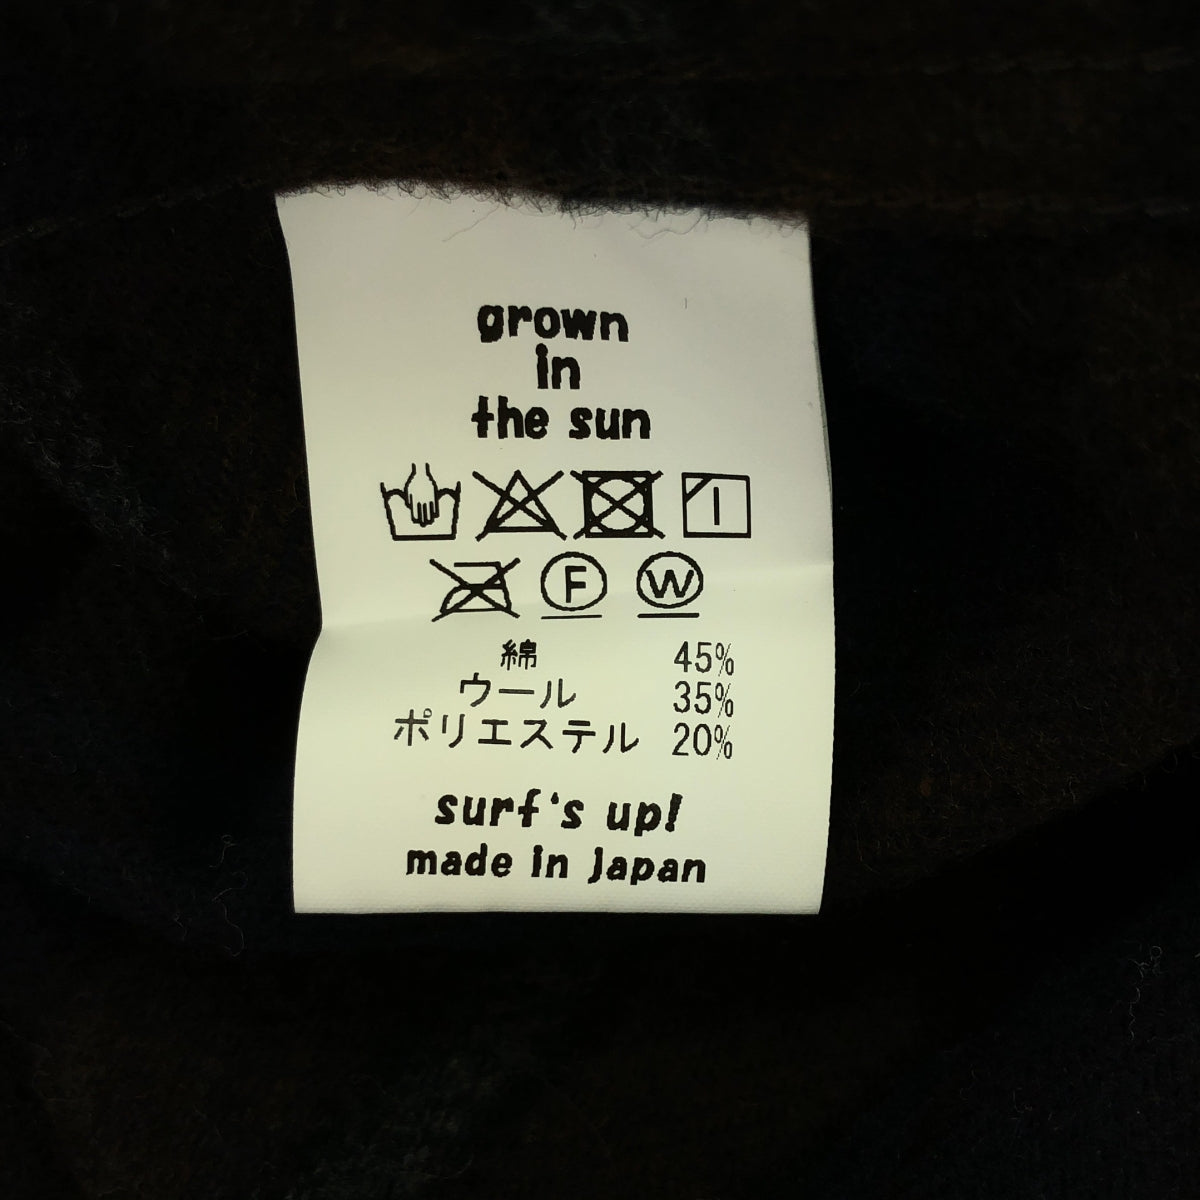 grown
in
the sun
F W
綿 45%
ウール 35%
ポリエステル 20%
surf's up!
made in japan